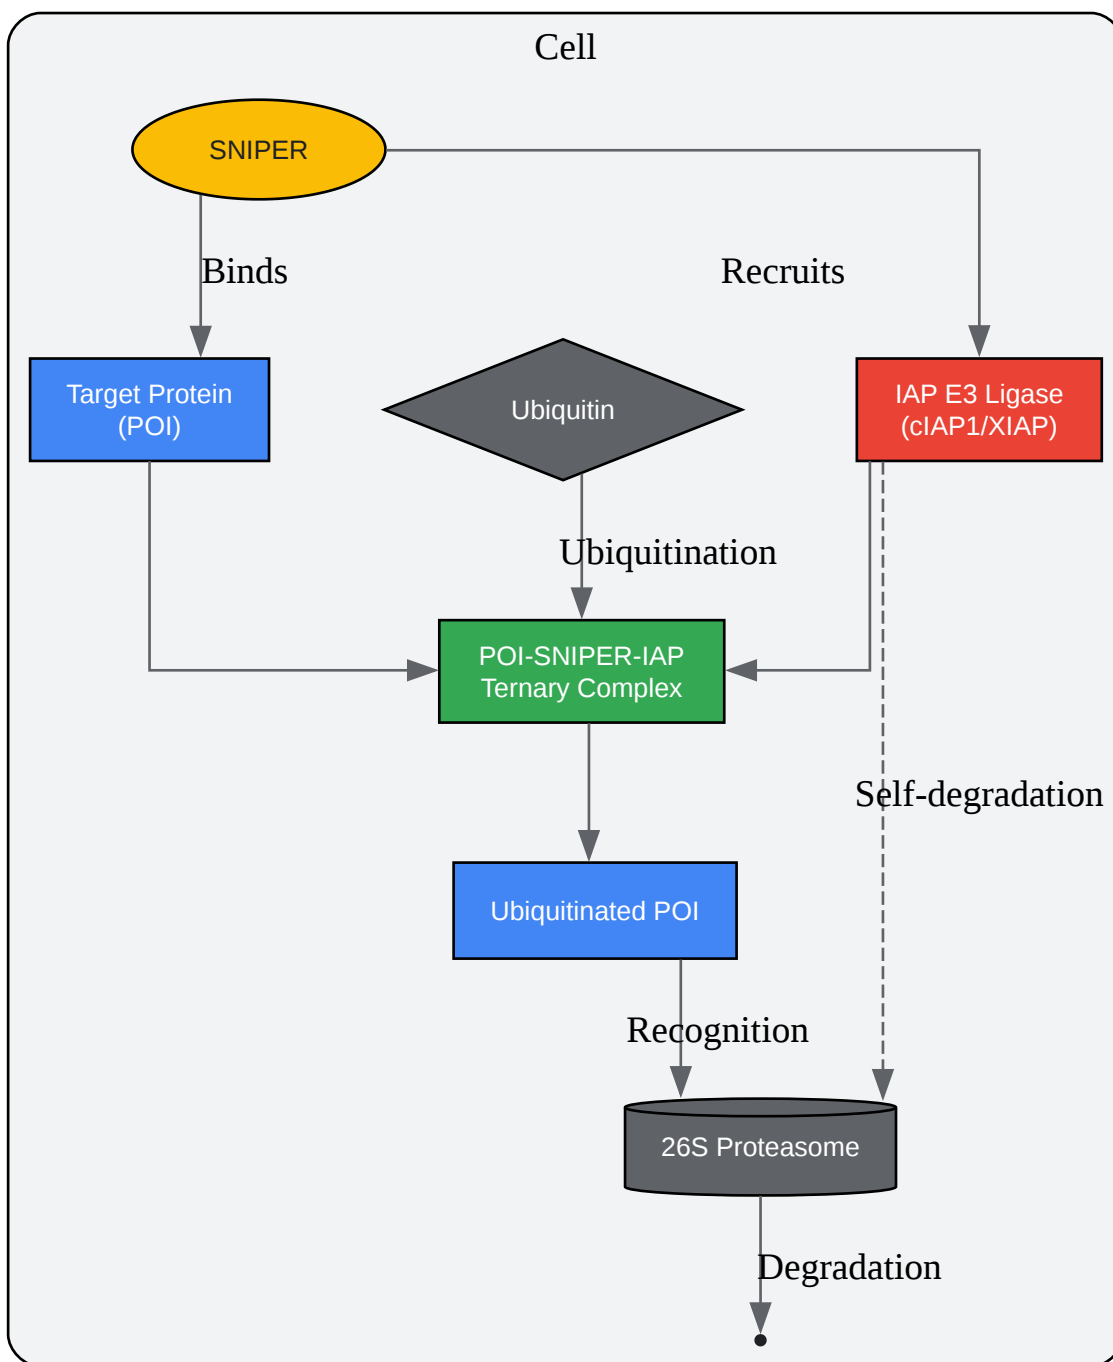 Cell
SNIPER
Binds
Recruits
Target Protein
(POI)
Ubiquitin
IAP E3 Ligase
(cIAP1/XIAP)
Ubiquitination
POI-SNIPER-IAP
Ternary Complex
Self-degradation
Ubiquitinated POI
Recognition
26S Proteasome
Degradation